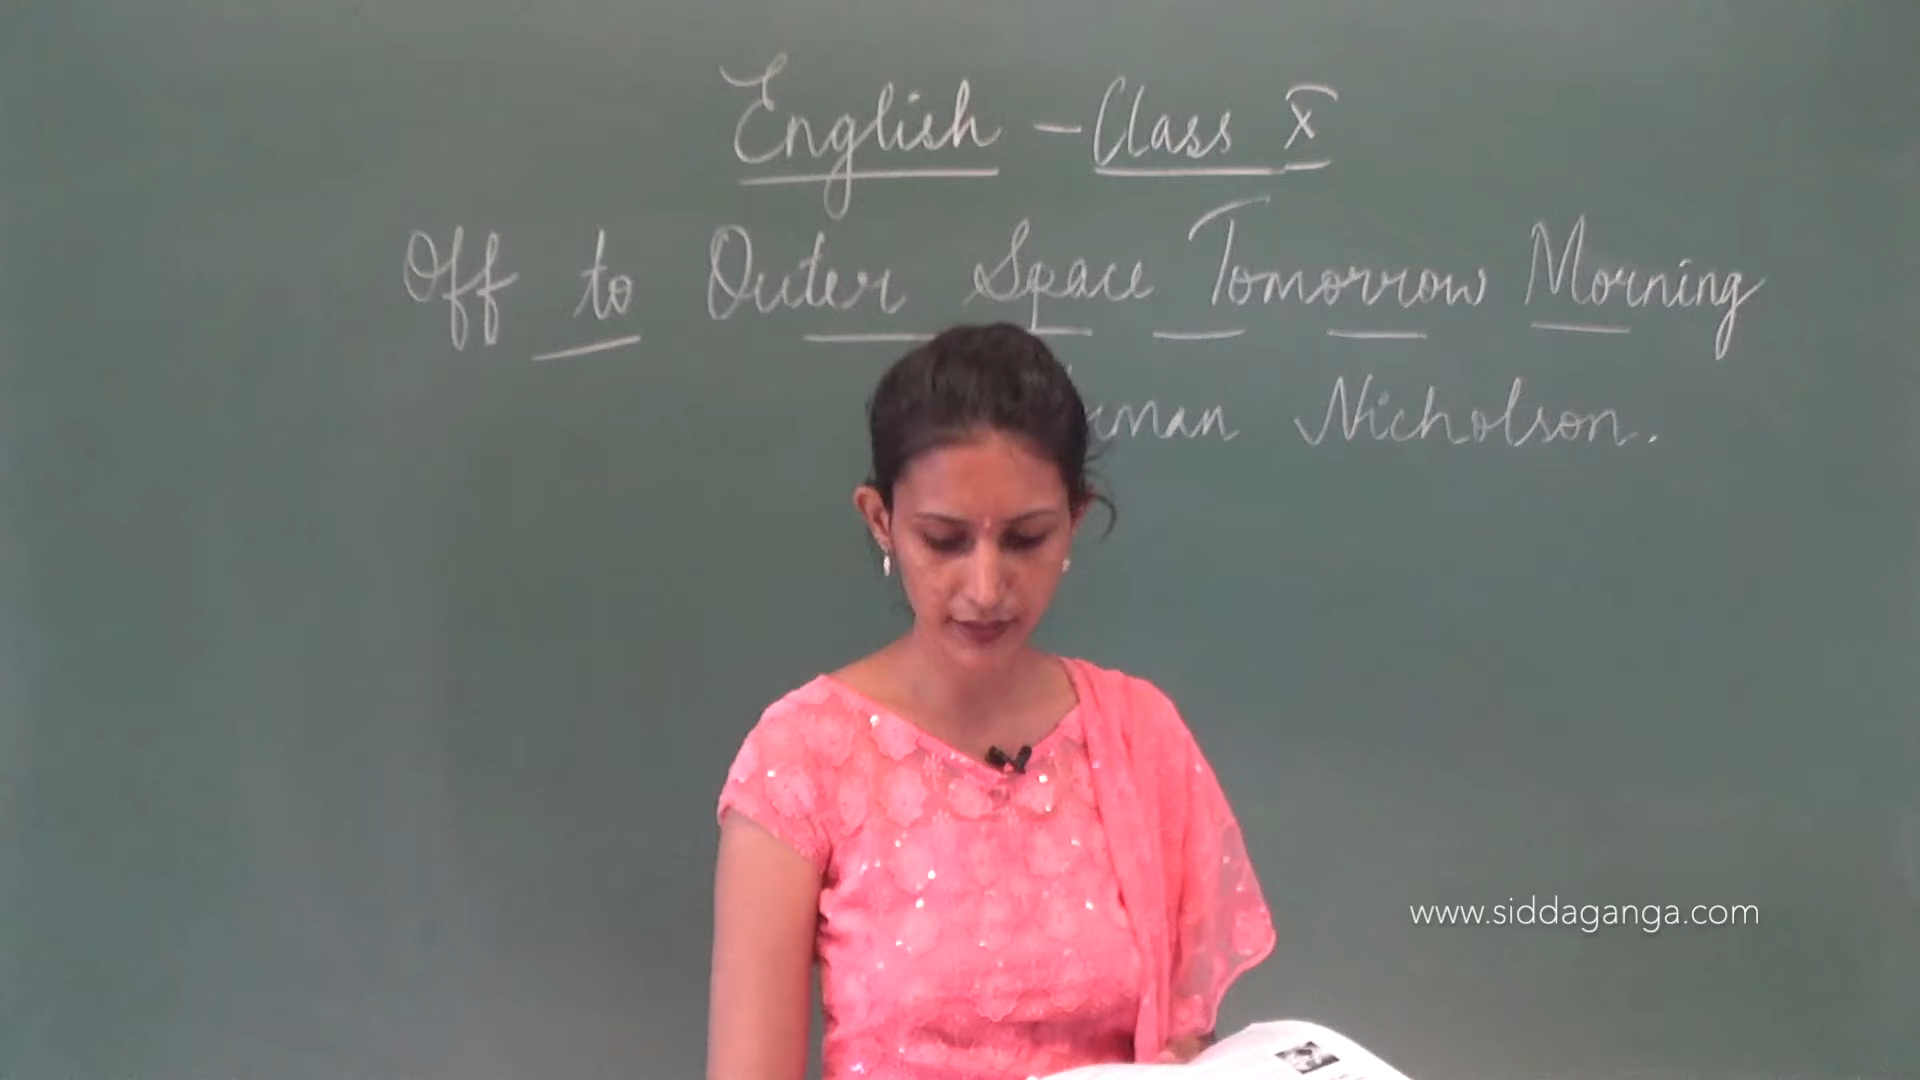 English - Class X
Off to Outer Space Tomorrow Morning
Nicholson.
www.siddaganga.com